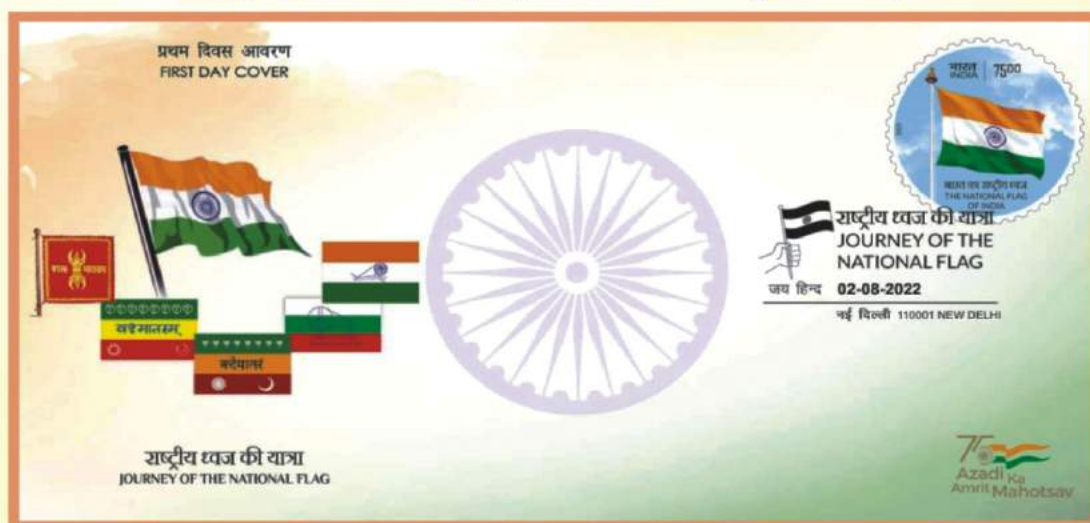 प्रथम दिवस आवरण
FIRST DAY COVER
भारत
INDIA
7500
भारत का राष्ट्रीय ध्वज
THE NATIONAL FLAG
OF INDIA
राष्ट्रीय ध्वज की यात्रा
JOURNEY OF THE
NATIONAL FLAG
जय हिन्द 02-08-2022
नई दिल्ली 110001 NEW DELHI
वन्देमातरम्
राष्ट्रीय ध्वज की यात्रा
JOURNEY OF THE NATIONAL FLAG
75
Azadi Ka
Amrit Mahotsav